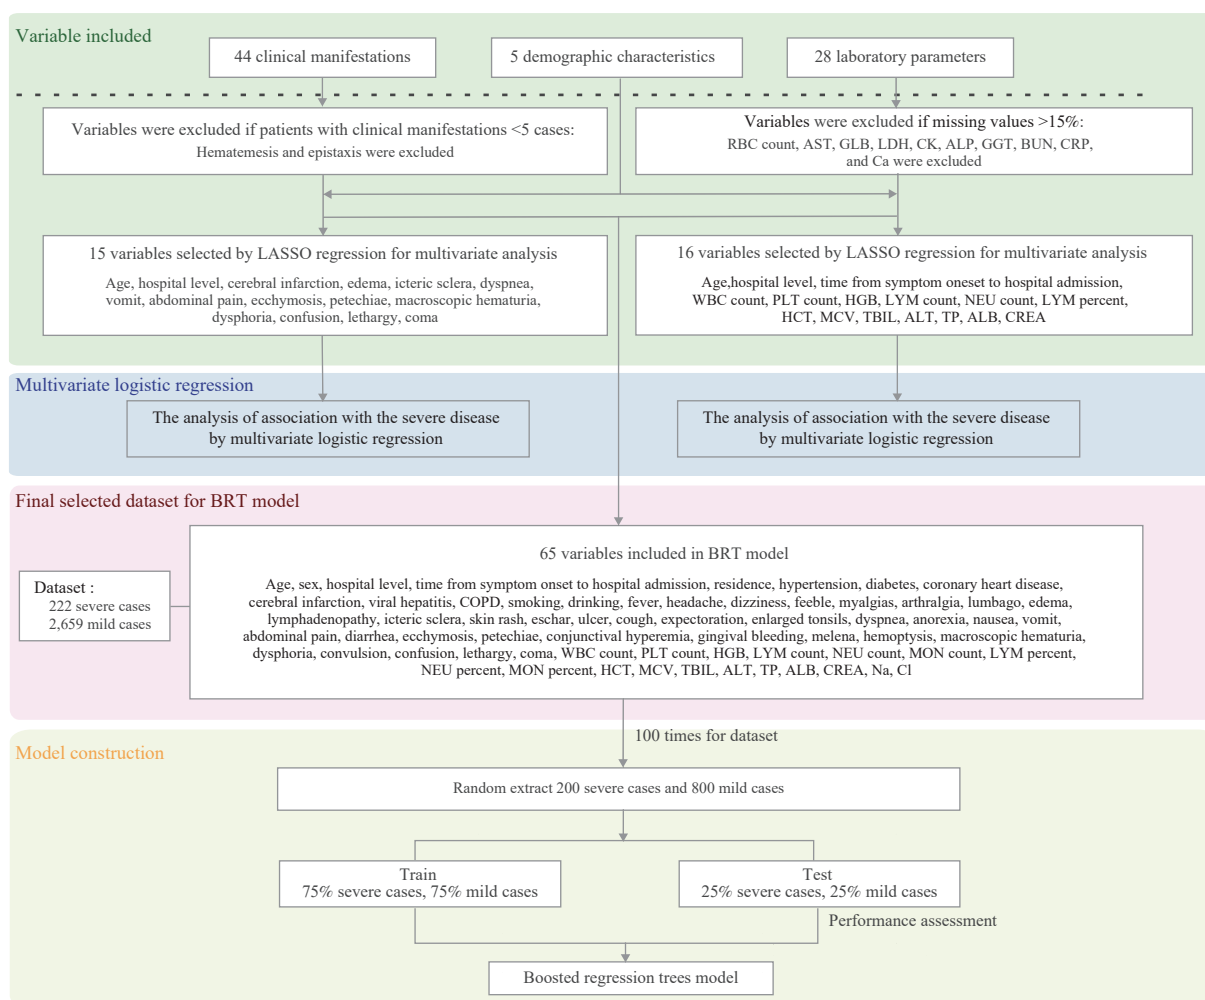 Variable included
44 clinical manifestations
5 demographic characteristics
28 laboratory parameters
Variables were excluded if patients with clinical manifestations <5 cases:
Hematemesis and epistaxis were excluded
Variables were excluded if missing values >15%:
RBC count, AST, GLB, LDH, CK, ALP, GGT, BUN, CRP,
and Ca were excluded
15 variables selected by LASSO regression for multivariate analysis
Age, hospital level, cerebral infarction, edema, icteric sclera, dyspnea,
vomit, abdominal pain, ecchymosis, petechiae, macroscopic hematuria,
dysphoria, confusion, lethargy, coma
16 variables selected by LASSO regression for multivariate analysis
Age,hospital level, time from symptom oneset to hospital admission,
WBC count, PLT count, HGB, LYM count, NEU count, LYM percent,
HCT, MCV, TBIL, ALT, TP, ALB, CREA
Multivariate logistic regression
The analysis of association with the severe disease
by multivariate logistic regression
The analysis of association with the severe disease
by multivariate logistic regression
Final selected dataset for BRT model
Dataset :
222 severe cases
2,659 mild cases
65 variables included in BRT model
Age, sex, hospital level, time from symptom onset to hospital admission, residence, hypertension, diabetes, coronary heart disease,
cerebral infarction, viral hepatitis, COPD, smoking, drinking, fever, headache, dizziness, feeble, myalgias, arthralgia, lumbago, edema,
lymphadenopathy, icteric sclera, skin rash, eschar, ulcer, cough, expectoration, enlarged tonsils, dyspnea, anorexia, nausea, vomit,
abdominal pain, diarrhea, ecchymosis, petechiae, conjunctival hyperemia, gingival bleeding, melena, hemoptysis, macroscopic hematuria,
dysphoria, convulsion, confusion, lethargy, coma, WBC count, PLT count, HGB, LYM count, NEU count, MON count, LYM percent,
NEU percent, MON percent, HCT, MCV, TBIL, ALT, TP, ALB, CREA, Na, Cl
100 times for dataset
Model construction
Random extract 200 severe cases and 800 mild cases
Train
75% severe cases, 75% mild cases
Test
25% severe cases, 25% mild cases
Performance assessment
Boosted regression trees model